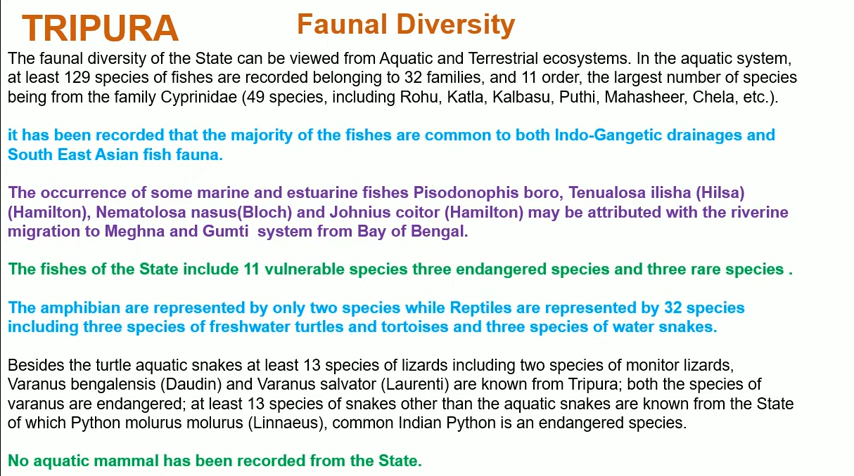 TRIPURA Faunal Diversity
The faunal diversity of the State can be viewed from Aquatic and Terrestrial ecosystems. In the aquatic system,
at least 129 species of fishes are recorded belonging to 32 families, and 11 order, the largest number of species
being from the family Cyprinidae (49 species, including Rohu, Katla, Kalbasu, Puthi, Mahasheer, Chela, etc.).
it has been recorded that the majority of the fishes are common to both Indo-Gangetic drainages and
South East Asian fish fauna.
The occurrence of some marine and estuarine fishes Pisodonophis boro, Tenualosa ilisha (Hilsa)
(Hamilton), Nematolosa nasus(Bloch) and Johnius coitor (Hamilton) may be attributed with the riverine
migration to Meghna and Gumti system from Bay of Bengal.
The fishes of the State include 11 vulnerable species three endangered species and three rare species .
The amphibian are represented by only two species while Reptiles are represented by 32 species
including three species of freshwater turtles and tortoises and three species of water snakes.
Besides the turtle aquatic snakes at least 13 species of lizards including two species of monitor lizards,
Varanus bengalensis (Daudin) and Varanus salvator (Laurenti) are known from Tripura; both the species of
varanus are endangered; at least 13 species of snakes other than the aquatic snakes are known from the State
of which Python molurus molurus (Linnaeus), common Indian Python is an endangered species.
No aquatic mammal has been recorded from the State.